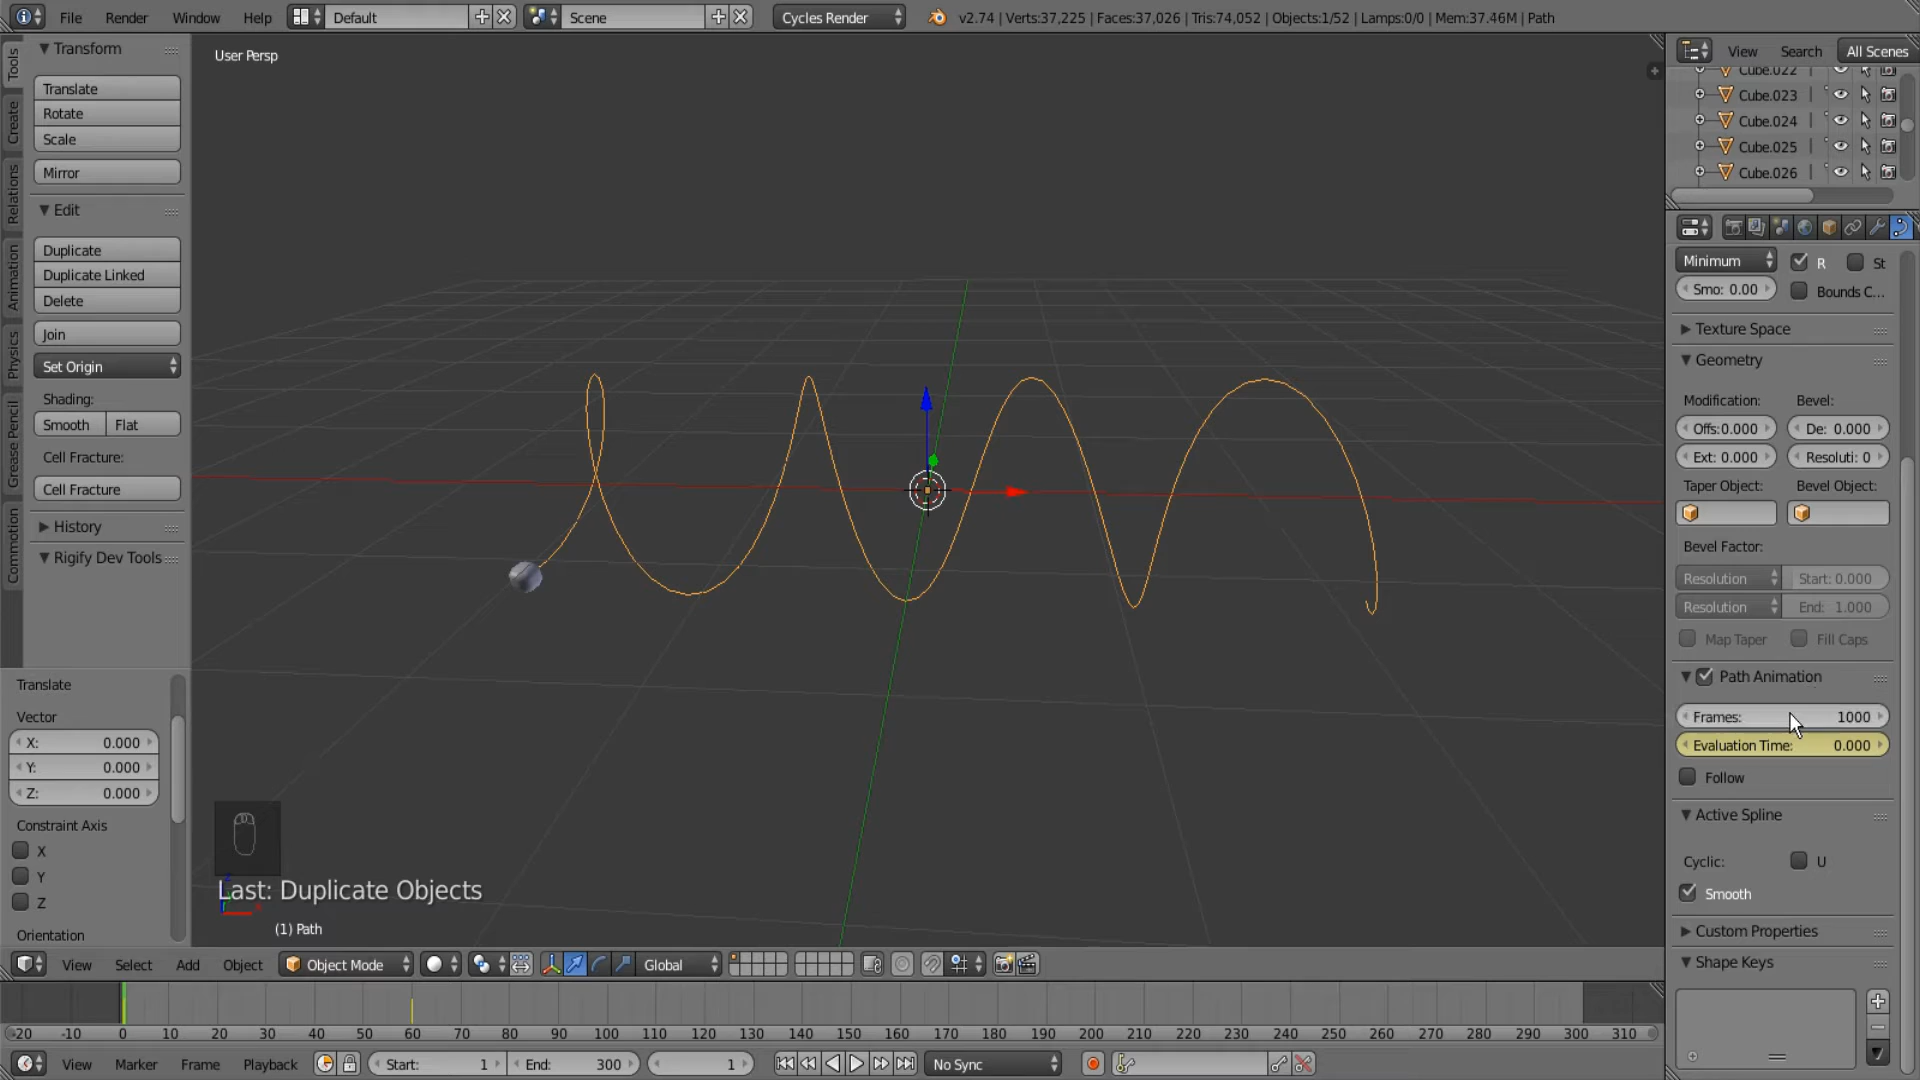 File Render Window Help Default Scene Cycles Render v2.74 | Verts:37,225 | Faces:37,026 | Tris:74,052 | Objects:1/52 | Lamps:0/0 | Mem:37.46M | Path
Tools
Create
Relations
Animation
Physics
Grease Pencil
Commotion
Transform
Translate
Rotate
Scale
Mirror
Edit
Duplicate
Duplicate Linked
Delete
Join
Set Origin
Shading:
Smooth Flat
Cell Fracture:
Cell Fracture
History
Rigify Dev Tools
Translate
Vector
X: 0.000
Y: 0.000
Z: 0.000
Constraint Axis
X
Y
Z
Orientation
User Persp
Last: Duplicate Objects
(1) Path
View Search All Scenes
Cube.022
Cube.023
Cube.024
Cube.025
Cube.026
Minimum R St
Smo: 0.00 Bounds C...
Texture Space
Geometry
Modification: Bevel:
Offs:0.000 De: 0.000
Ext: 0.000 Resoluti: 0
Taper Object: Bevel Object:
Bevel Factor:
Resolution Start: 0.000
Resolution End: 1.000
Map Taper Fill Caps
Path Animation
Frames: 1000
Evaluation Time: 0.000
Follow
Active Spline
Cyclic: U
Smooth
Custom Properties
Shape Keys
View Select Add Object Object Mode Global
-20 -10 0 10 20 30 40 50 60 70 80 90 100 110 120 130 140 150 160 170 180 190 200 210 220 230 240 250 260 270 280 290 300 310
View Marker Frame Playback Start: 1 End: 300 1 No Sync